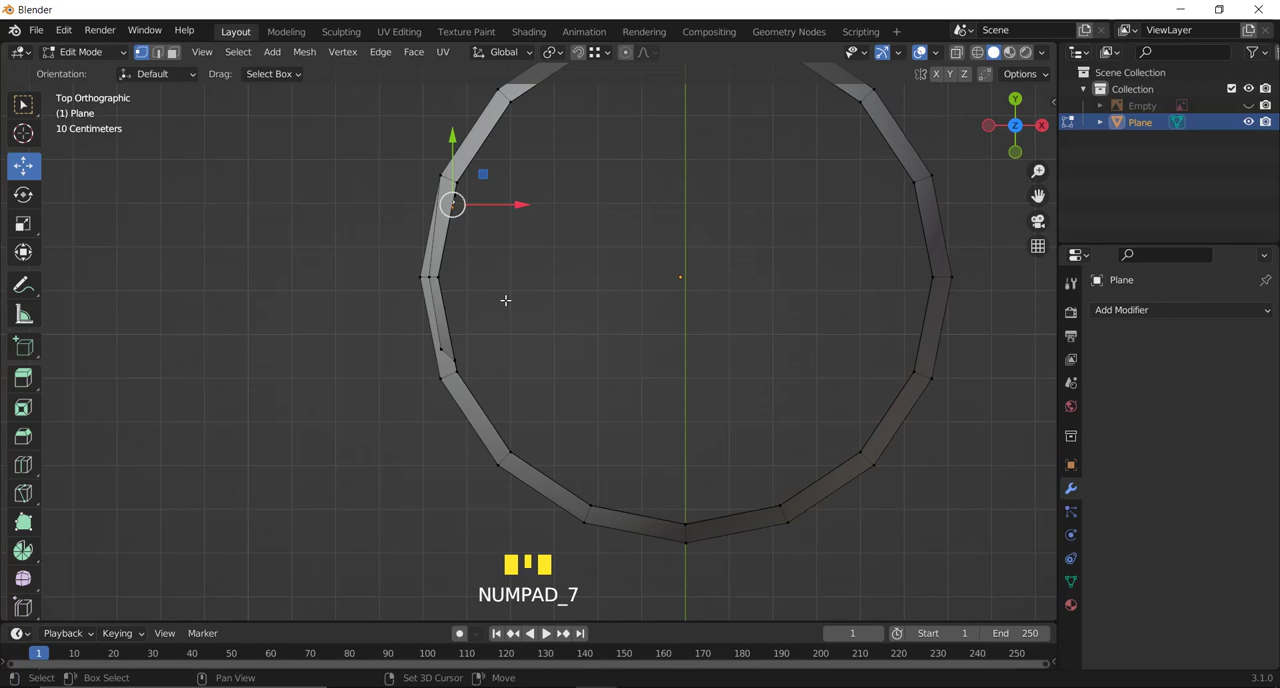 Blender
File Edit Render Window Help
Layout Modeling Sculpting UV Editing Texture Paint Shading Animation Rendering Compositing Geometry Nodes Scripting +
Scene ViewLayer
Edit Mode View Select Add Mesh Vertex Edge Face UV Global
Orientation: Default Drag: Select Box X Y Z Options
Top Orthographic
(1) Plane
10 Centimeters
Y
Z X
Scene Collection
Collection
Empty
Plane
Plane
Add Modifier
NUMPAD_7
Playback Keying View Marker 1 Start 1 End 250
1 10 20 30 40 50 60 70 80 90 100 110 120 130 140 150 160 170 180 190 200 210 220 230 240 250
Select Box Select Pan View Set 3D Cursor Move 3.1.0